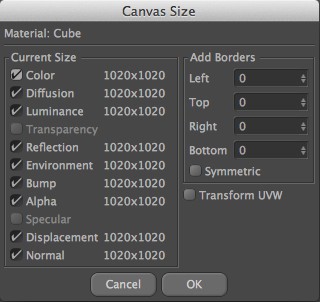 Canvas Size
Material: Cube
Current Size
Color 1020x1020
Diffusion 1020x1020
Luminance 1020x1020
Transparency
Reflection 1020x1020
Environment 1020x1020
Bump 1020x1020
Alpha 1020x1020
Specular
Displacement 1020x1020
Normal 1020x1020
Add Borders
Left 0
Top 0
Right 0
Bottom 0
Symmetric
Transform UVW
Cancel OK